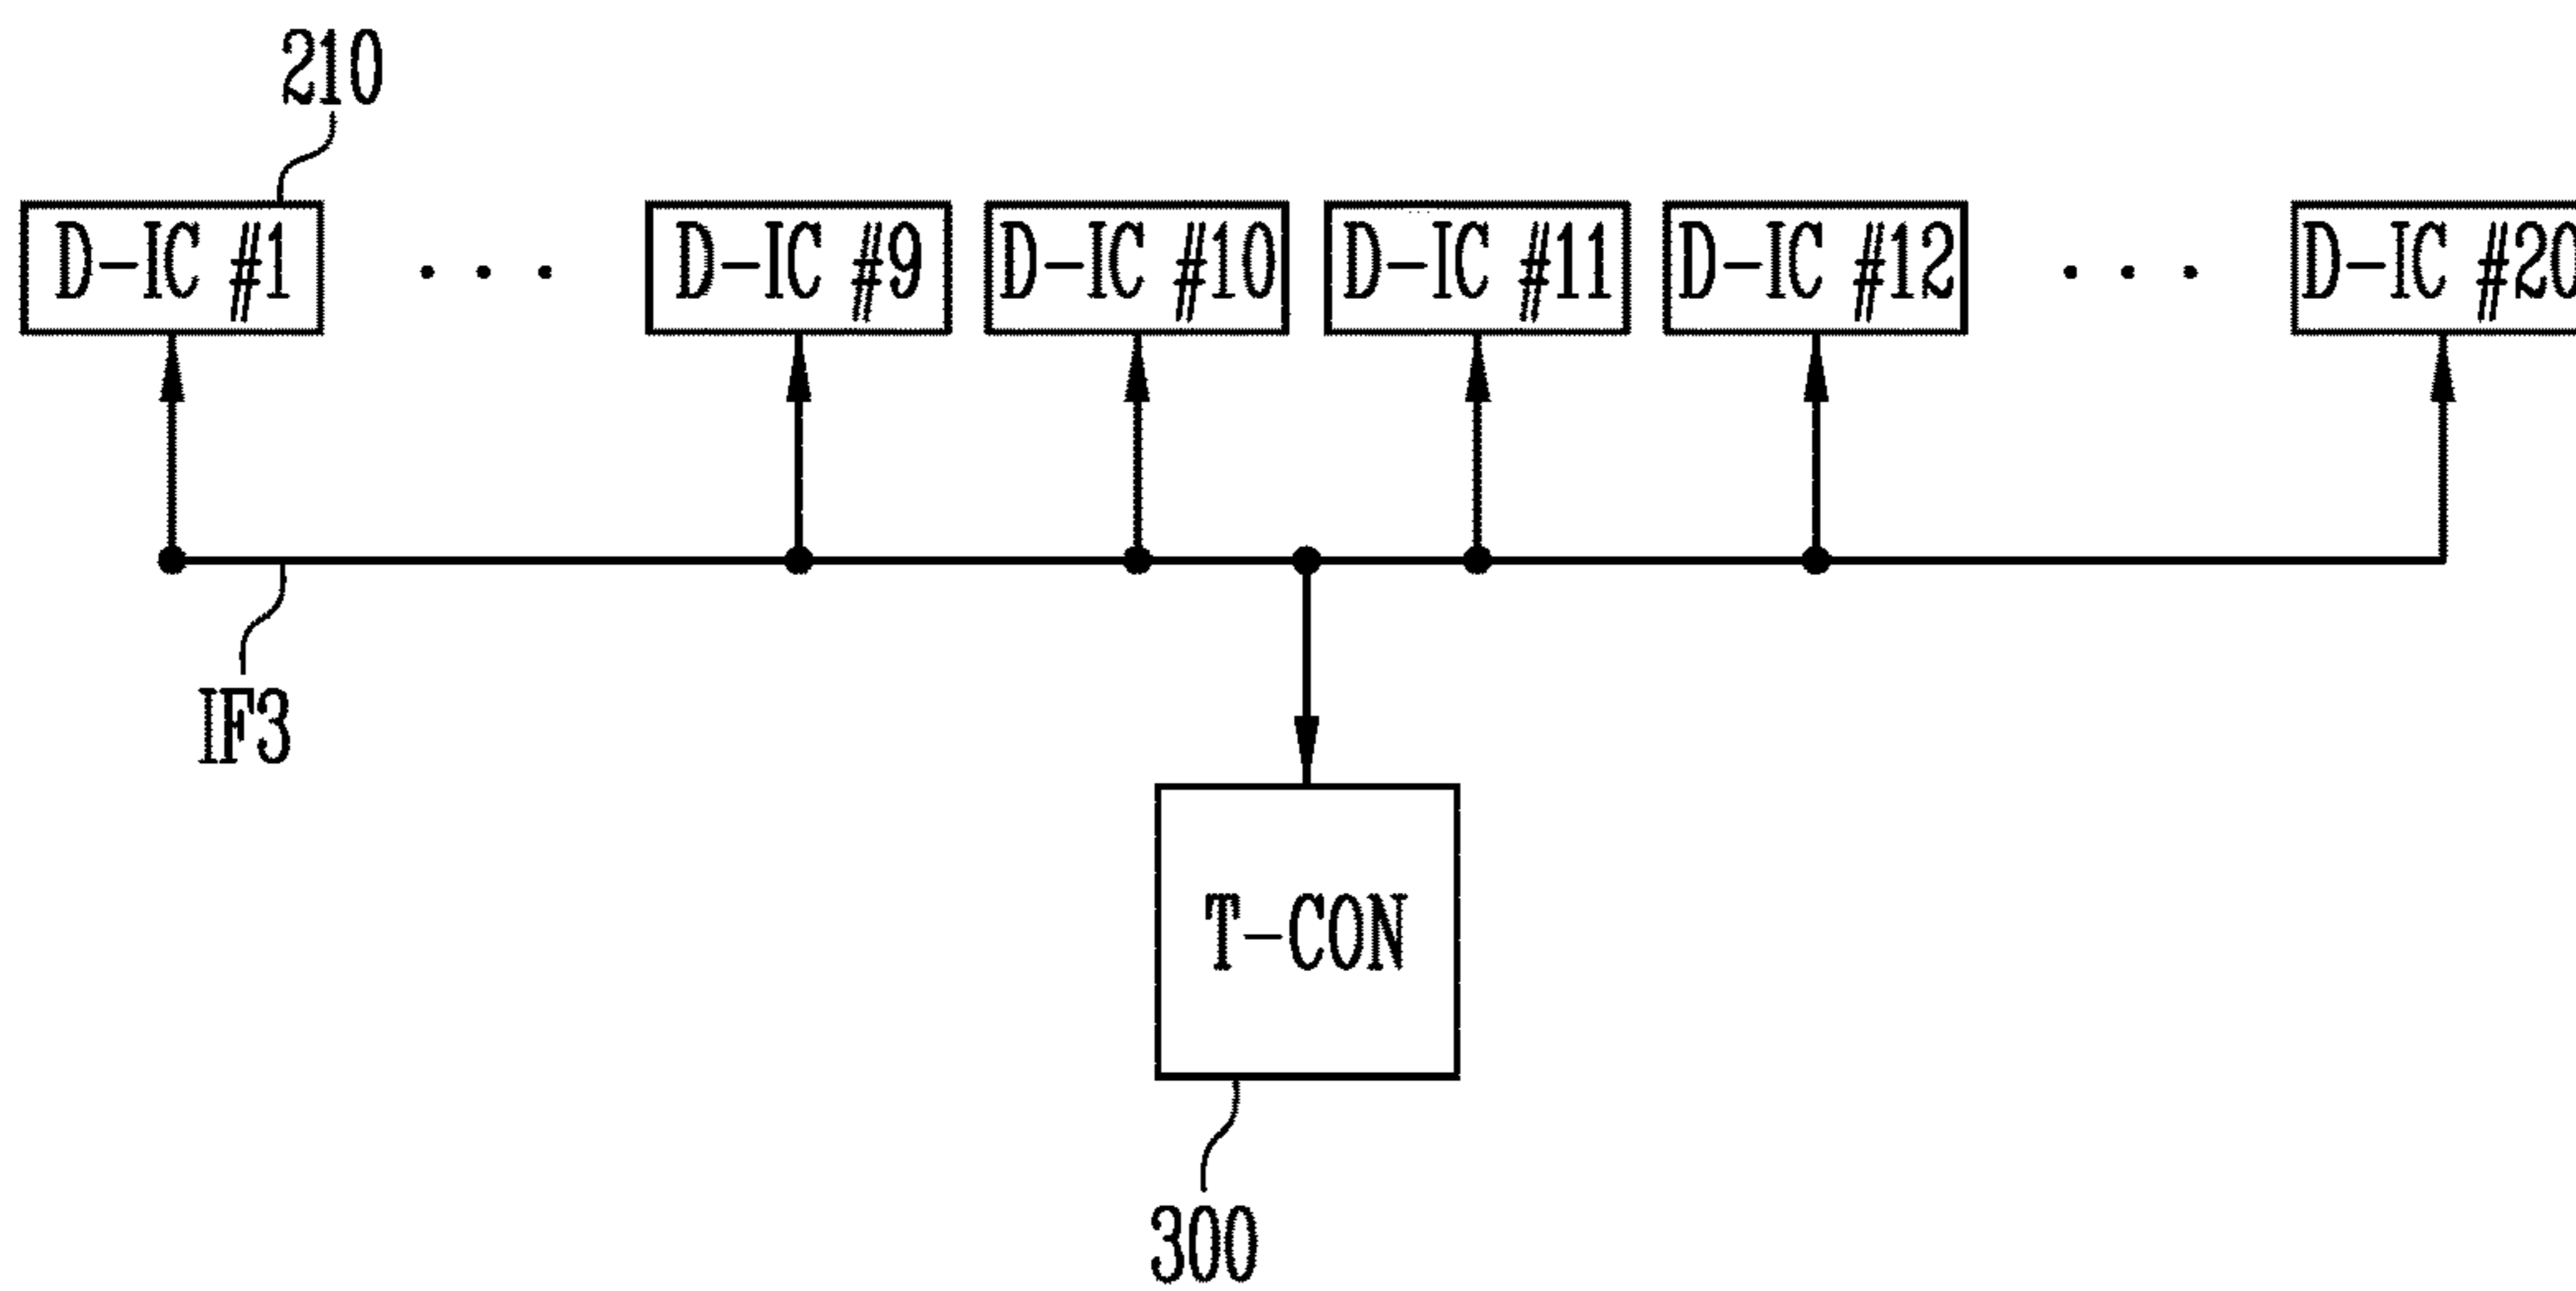 210
D-IC #1 . . . D-IC #9 D-IC #10 D-IC #11 D-IC #12 . . . D-IC #20
IF3
T-CON
300